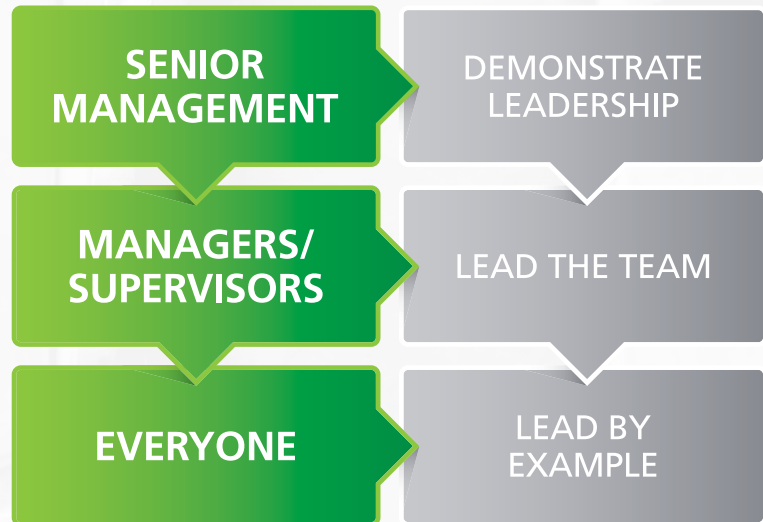 SENIOR
MANAGEMENT
DEMONSTRATE
LEADERSHIP
MANAGERS/
SUPERVISORS
LEAD THE TEAM
EVERYONE
LEAD BY
EXAMPLE